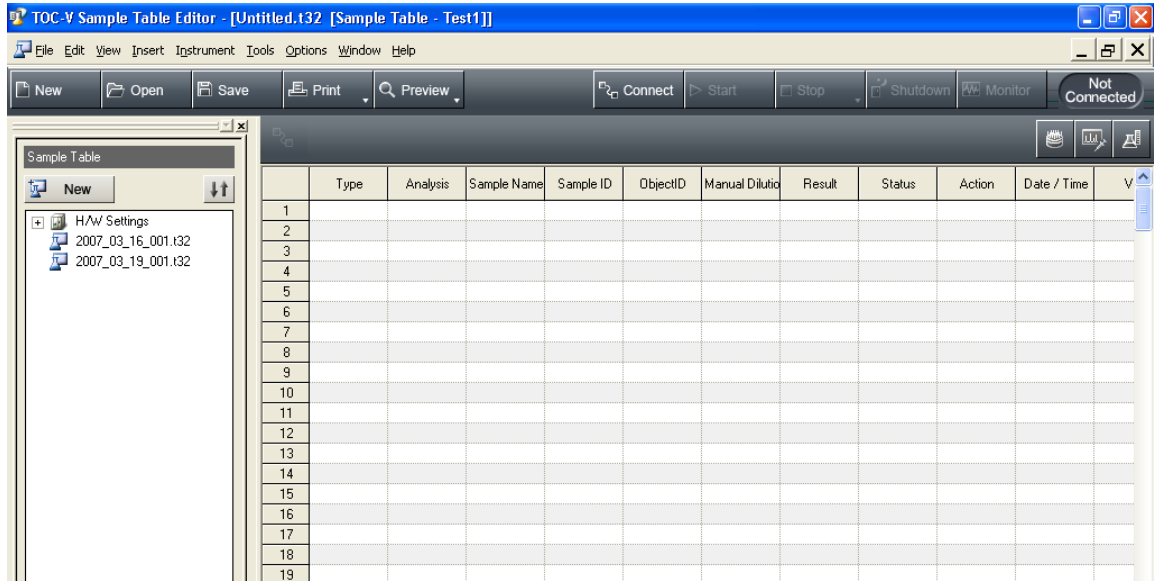 TOC-V Sample Table Editor - [Untitled.t32 [Sample Table - Test1]]
File Edit View Insert Instrument Tools Options Window Help
New Open Save Print Preview Connect Start Stop Shutdown Monitor Not Connected
Sample Table
New
H/W Settings
2007_03_16_001.t32
2007_03_19_001.t32
Type Analysis Sample Name Sample ID ObjectID Manual Dilutio Result Status Action Date / Time V
1
2
3
4
5
6
7
8
9
10
11
12
13
14
15
16
17
18
19